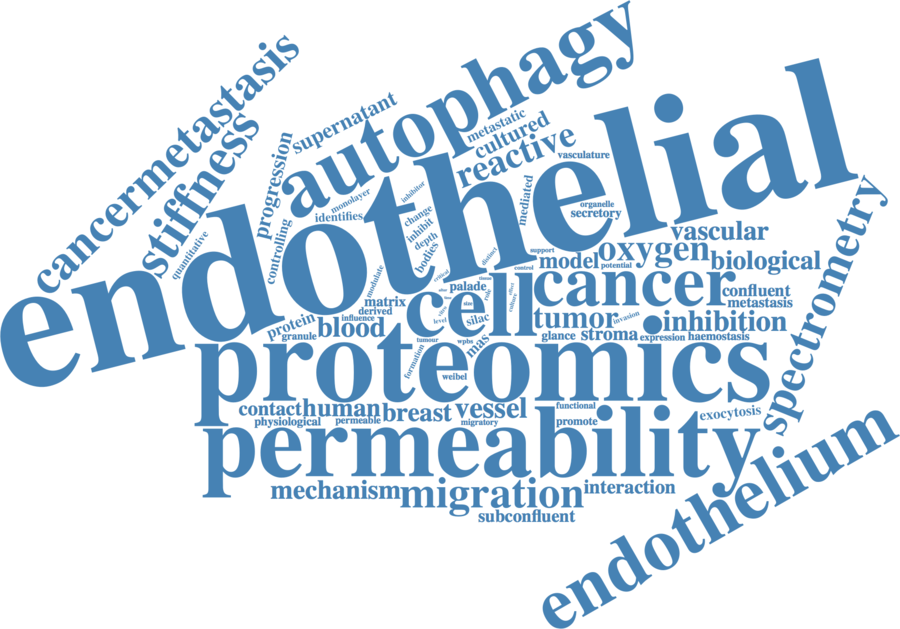 cancermetastasis
stiffness
quantitative
progression
controlling
supernatant
autophagy
monolayer
identifies
inhibitor
change
inhibit
depth
bodies
metastatic
cultured
reactive
vasculature
mediated
organelle
secretory
endothelial
modulate
matrix
derived
influence
protein
granule
blood
critical
palade
distinct
control
support
model
potential
oxygen
vascular
biological
spectrometry
cell
size
role
culture
effect
level
silac
cancer
confluent
metastasis
tumor
invasion
inhibition
glance
stroma
expression
haemostasis
tumour
wpbs
mas
formation
weibel
proteomics
contact
human
breast
vessel
functional
exocytosis
physiological
permeable
migratory
promote
permeability
mechanism
migration
interaction
subconfluent
endothelium